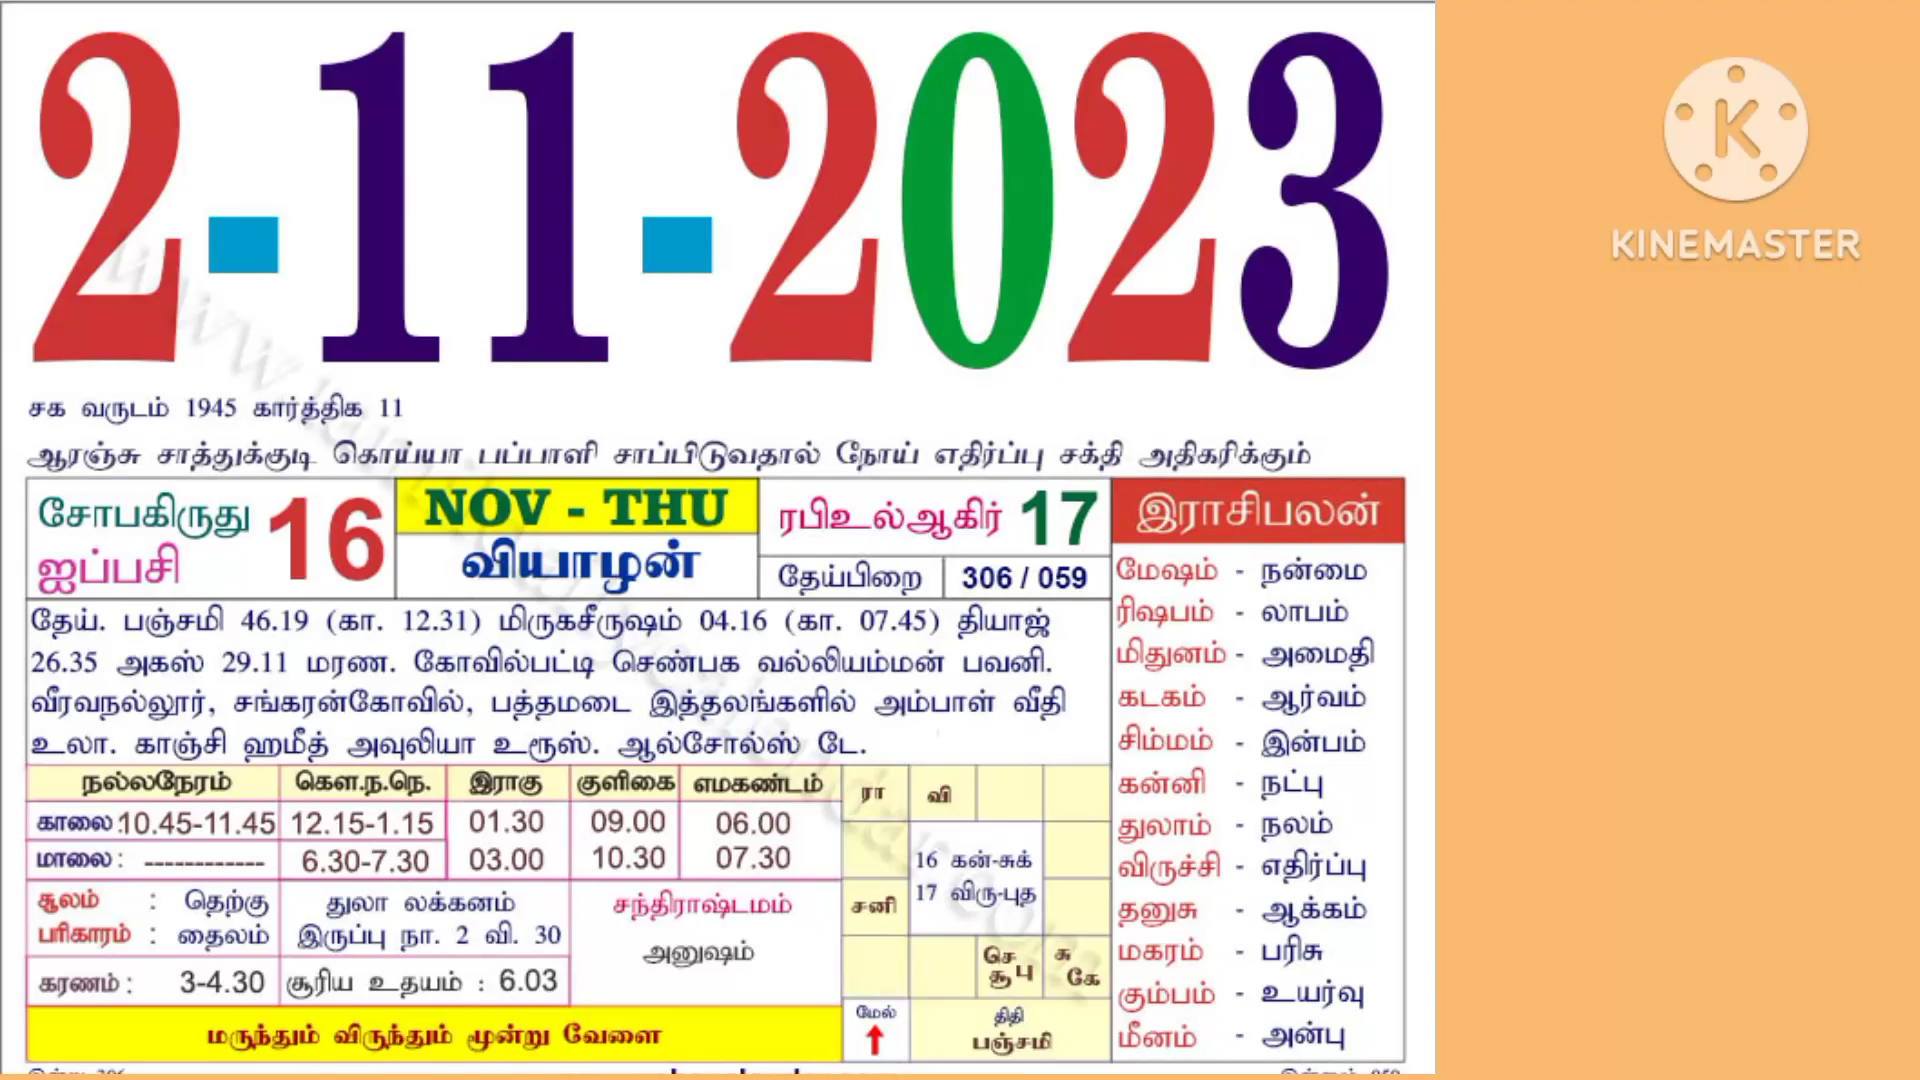 2-11-2023
KINEMASTER
சக வருடம் 1945 கார்த்திக 11
ஆரஞ்சு சாத்துக்குடி கொய்யா பப்பாளி சாப்பிடுவதால் நோய் எதிர்ப்பு சக்தி அதிகரிக்கும்
சோபகிருது
ஐப்பசி
16
NOV - THU
வியாழன்
ரபிஉல்ஆகிர் 17
தேய்பிறை 306 / 059
தேய். பஞ்சமி 46.19 (கா. 12.31) மிருகசீருஷம் 04.16 (கா. 07.45) தியாஜ்
26.35 அகஸ் 29.11 மரண. கோவில்பட்டி செண்பக வல்லியம்மன் பவனி.
வீரவநல்லூர், சங்கரன்கோவில், பத்தமடை இத்தலங்களில் அம்பாள் வீதி
உலா. காஞ்சி ஹமீத் அவுலியா உரூஸ். ஆல்சோல்ஸ் டே.
நல்லநேரம் கௌ.ந.நெ. இராகு குளிகை எமகண்டம்
காலை:10.45-11.45 12.15-1.15 01.30 09.00 06.00
மாலை: ------------ 6.30-7.30 03.00 10.30 07.30
சூலம் : தெற்கு
பரிகாரம் : தைலம்
துலா லக்கனம்
இருப்பு நா. 2 வி. 30
சந்திராஷ்டமம்
அனுஷம்
கரணம் : 3-4.30 சூரிய உதயம் : 6.03
மருந்தும் விருந்தும் மூன்று வேளை
ரா வி
16 கன்-சுக்
17 விரு-புத
சனி
செ சு
சூ பு கே
மேல்
திதி
பஞ்சமி
இராசிபலன்
மேஷம் - நன்மை
ரிஷபம் - லாபம்
மிதுனம் - அமைதி
கடகம் - ஆர்வம்
சிம்மம் - இன்பம்
கன்னி - நட்பு
துலாம் - நலம்
விருச்சி - எதிர்ப்பு
தனுசு - ஆக்கம்
மகரம் - பரிசு
கும்பம் - உயர்வு
மீனம் - அன்பு